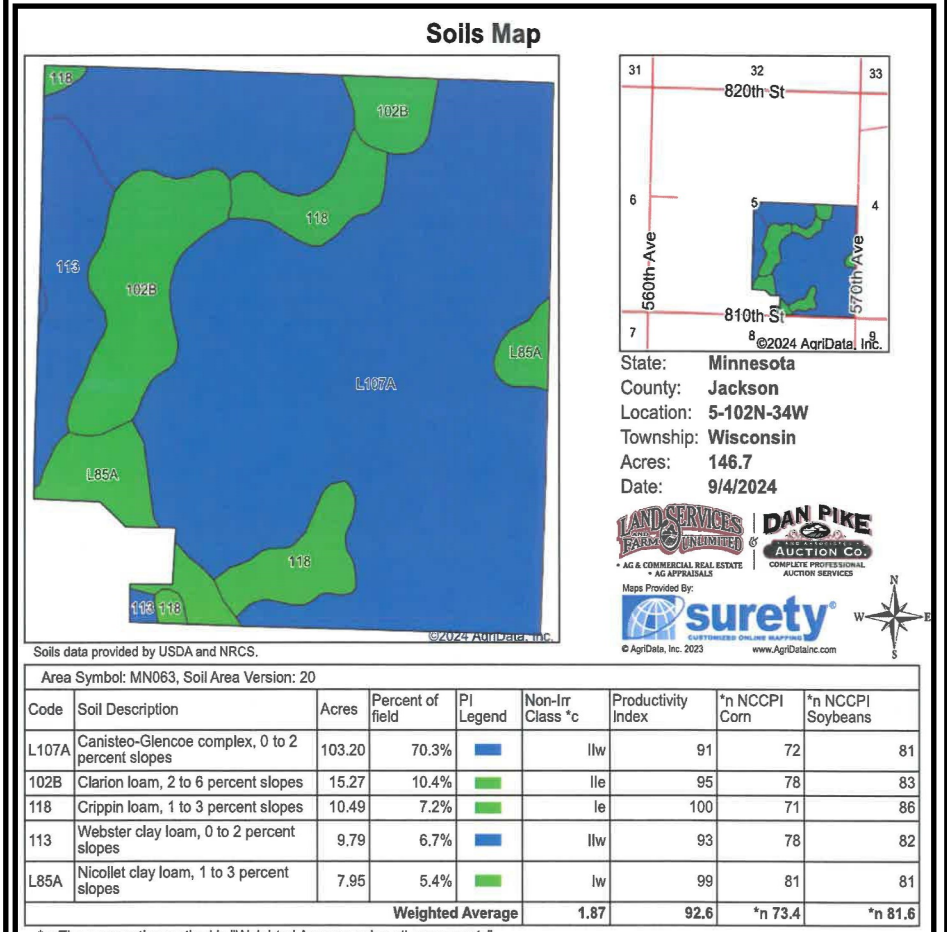 Soils Map
118
102B
118
113
102B
L85A
L107A
L85A
118
113 118
©2024 AgriData, Inc.
Soils data provided by USDA and NRCS.
31 32 33
820th St
6 5 4
560th Ave
570th Ave
810th St
7 8 9
©2024 AgriData, Inc.
State: Minnesota
County: Jackson
Location: 5-102N-34W
Township: Wisconsin
Acres: 146.7
Date: 9/4/2024
LAND SERVICES
AND
FARM UNLIMITED
• AG & COMMERCIAL REAL ESTATE
• AG APPRAISALS
&
DAN PIKE
AND ASSOCIATES
AUCTION CO.
COMPLETE PROFESSIONAL
AUCTION SERVICES
Maps Provided By:
surety®
CUSTOMIZED ONLINE MAPPING
© AgriData, Inc. 2023 www.AgriDataInc.com
N
W E
S
Area Symbol: MN063, Soil Area Version: 20
Code Soil Description Acres Percent of field PI Legend Non-Irr Class *c Productivity Index *n NCCPI Corn *n NCCPI Soybeans
L107A Canisteo-Glencoe complex, 0 to 2 percent slopes 103.20 70.3% IIw 91 72 81
102B Clarion loam, 2 to 6 percent slopes 15.27 10.4% IIe 95 78 83
118 Crippin loam, 1 to 3 percent slopes 10.49 7.2% Ie 100 71 86
113 Webster clay loam, 0 to 2 percent slopes 9.79 6.7% IIw 93 78 82
L85A Nicollet clay loam, 1 to 3 percent slopes 7.95 5.4% Iw 99 81 81
Weighted Average 1.87 92.6 *n 73.4 *n 81.6